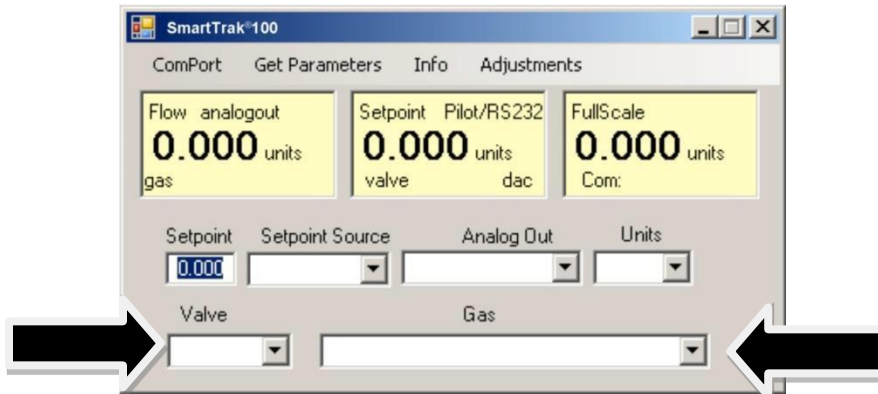 SmartTrak®100
ComPort Get Parameters Info Adjustments
Flow analogout
0.000 units
gas
Setpoint Pilot/RS232
0.000 units
valve dac
FullScale
0.000 units
Com:
Setpoint Setpoint Source Analog Out Units
0.000
Valve Gas